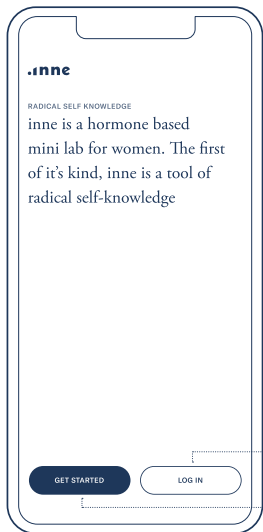 .inne
RADICAL SELF KNOWLEDGE
inne is a hormone based
mini lab for women. The first
of it's kind, inne is a tool of
radical self-knowledge
GET STARTED
LOG IN